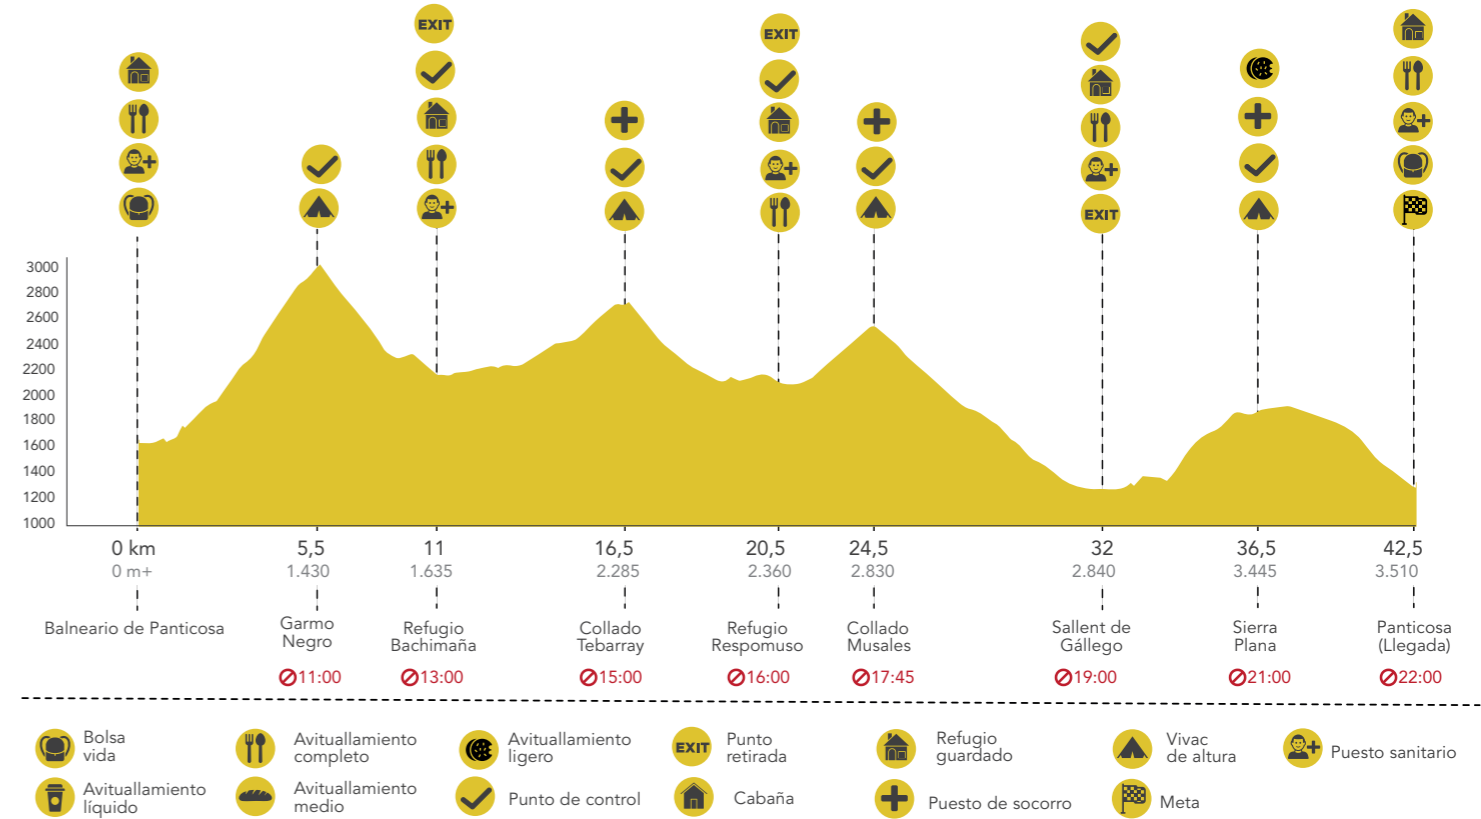 EXIT
EXIT
EXIT
3000
2800
2600
2400
2200
2000
1800
1600
1400
1200
1000
0 km 5,5 11 16,5 20,5 24,5 32 36,5 42,5
0 m+ 1.430 1.635 2.285 2.360 2.830 2.840 3.445 3.510
Balneario de Panticosa
Garmo
Negro
11:00
Refugio
Bachimaña
13:00
Collado
Tebarray
15:00
Refugio
Respomuso
16:00
Collado
Musales
17:45
Sallent de
Gállego
19:00
Sierra
Plana
21:00
Panticosa
(Llegada)
22:00
Bolsa
vida
Avituallamiento
completo
Avituallamiento
ligero
EXIT
Punto
retirada
Refugio
guardado
Vivac
de altura
Puesto sanitario
Avituallamiento
líquido
Avituallamiento
medio
Punto de control
Cabaña
Puesto de socorro
Meta